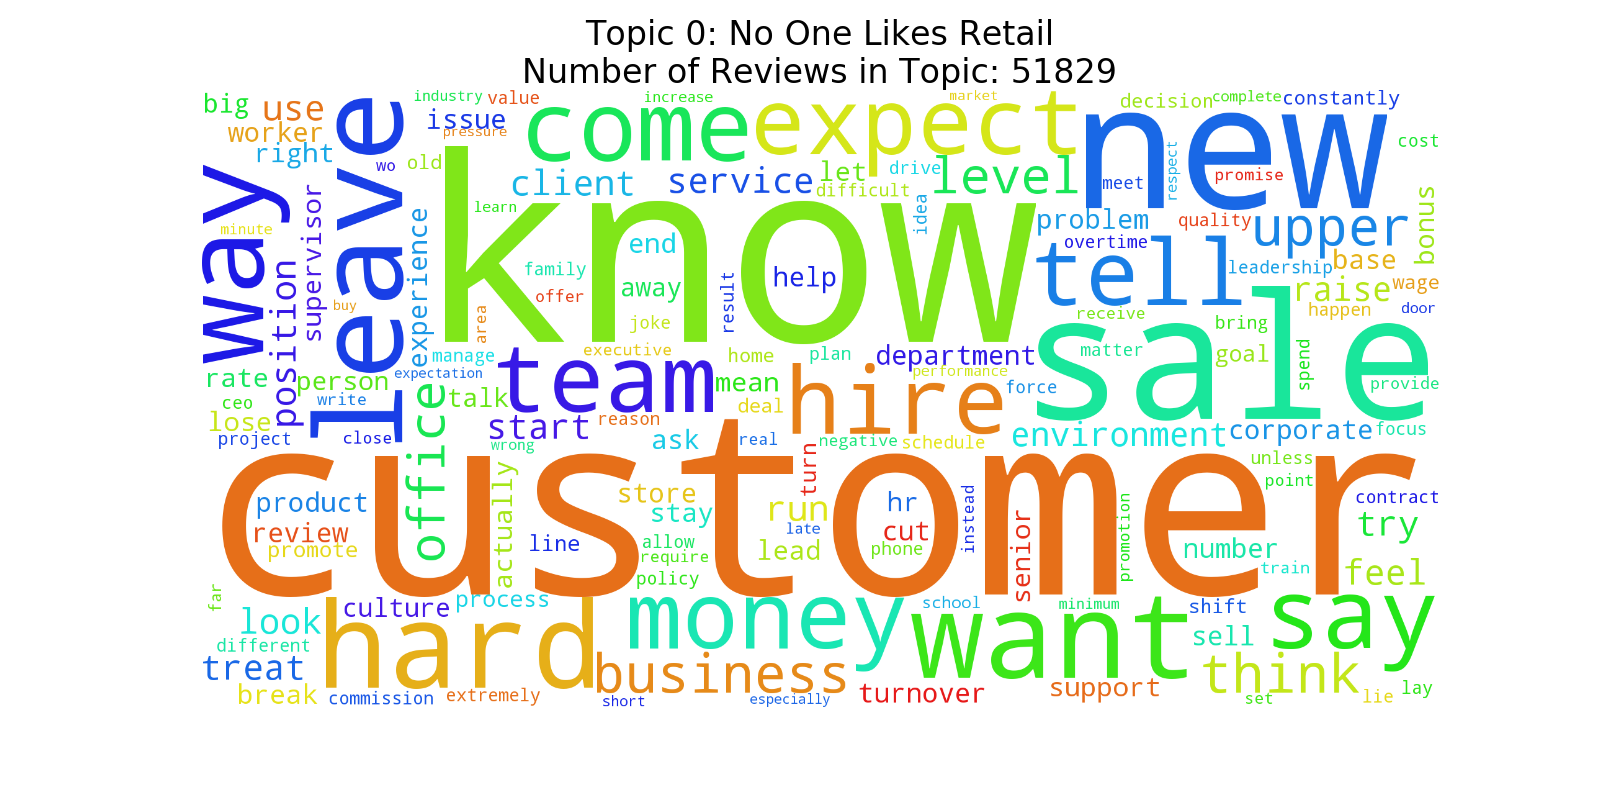 Topic 0: No One Likes Retail
Number of Reviews in Topic: 51829
big
use
industry
value
increase
market
decision
complete
constantly
worker
issue
pressure
come
expect
new
cost
right
wo
old
client
service
let
drive
difficult
level
meet
respect
promise
way
leave
supervisor
learn
know
idea
problem
quality
upper
bonus
minute
experience
end
overtime
tell
leadership
base
position
family
help
raise
wage
buy
offer
away
result
receive
happen
door
area
joke
bring
sale
manage
executive
home
plan
department
matter
goal
spend
rate
person
expectation
team
mean
hire
performance
force
provide
ceo
write
office
talk
deal
lose
start
reason
environment
corporate
focus
project
close
wrong
ask
real
turn
negative
schedule
customer
unless
point
product
actually
store
run
hr
instead
contract
review
stay
cut
senior
promotion
try
promote
line
allow
late
phone
number
require
lead
train
feel
policy
far
culture
process
money
school
want
minimum
shift
say
look
hard
different
sell
treat
business
think
break
commission
extremely
short
especially
turnover
support
set
lie
lay